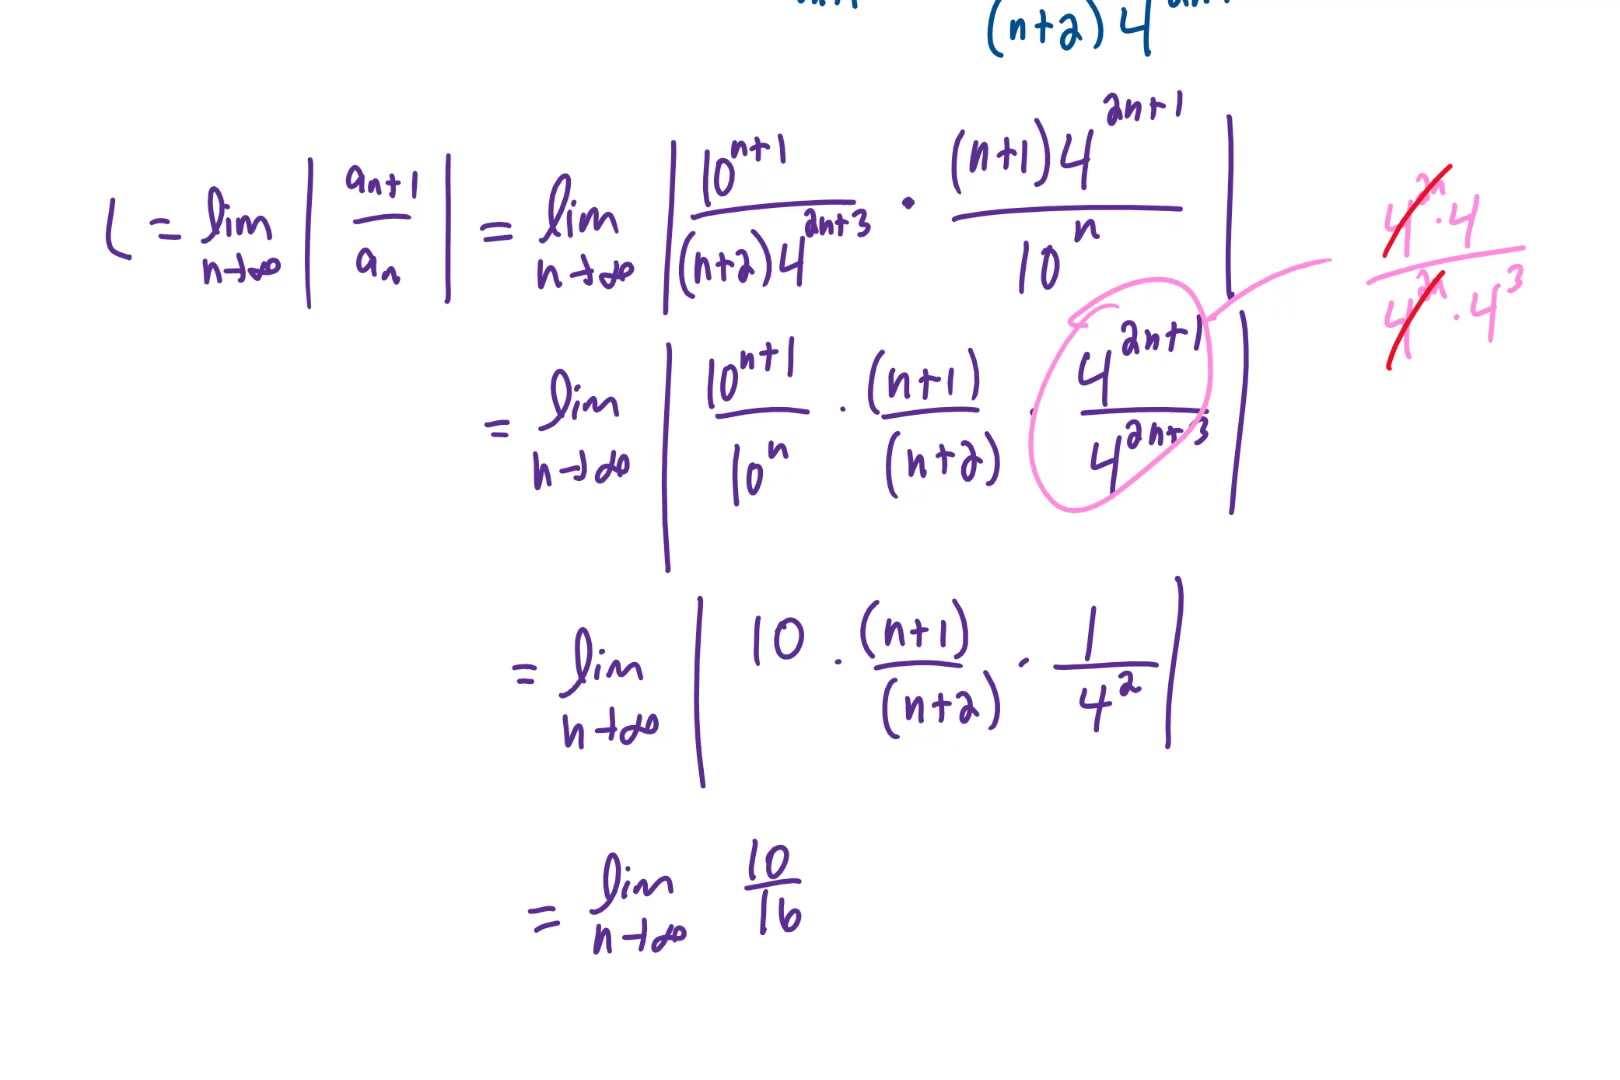 (n+2) 4
L = lim n→∞ | a_{n+1} / a_n | = lim n→∞ | 10^{n+1} / (n+2)4^{2n+3} · (n+1)4^{2n+1} / 10^n |
4^{2n} · 4 / 4^{2n} · 4^3
= lim n→∞ | 10^{n+1} / 10^n · (n+1) / (n+2) · 4^{2n+1} / 4^{2n+3} |
= lim n→∞ | 10 · (n+1) / (n+2) · 1 / 4^2 |
= lim n→∞ 10 / 16